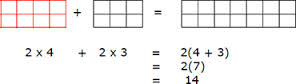 + =
2 x 4 + 2 x 3 = 2(4 + 3)
= 2(7)
= 14